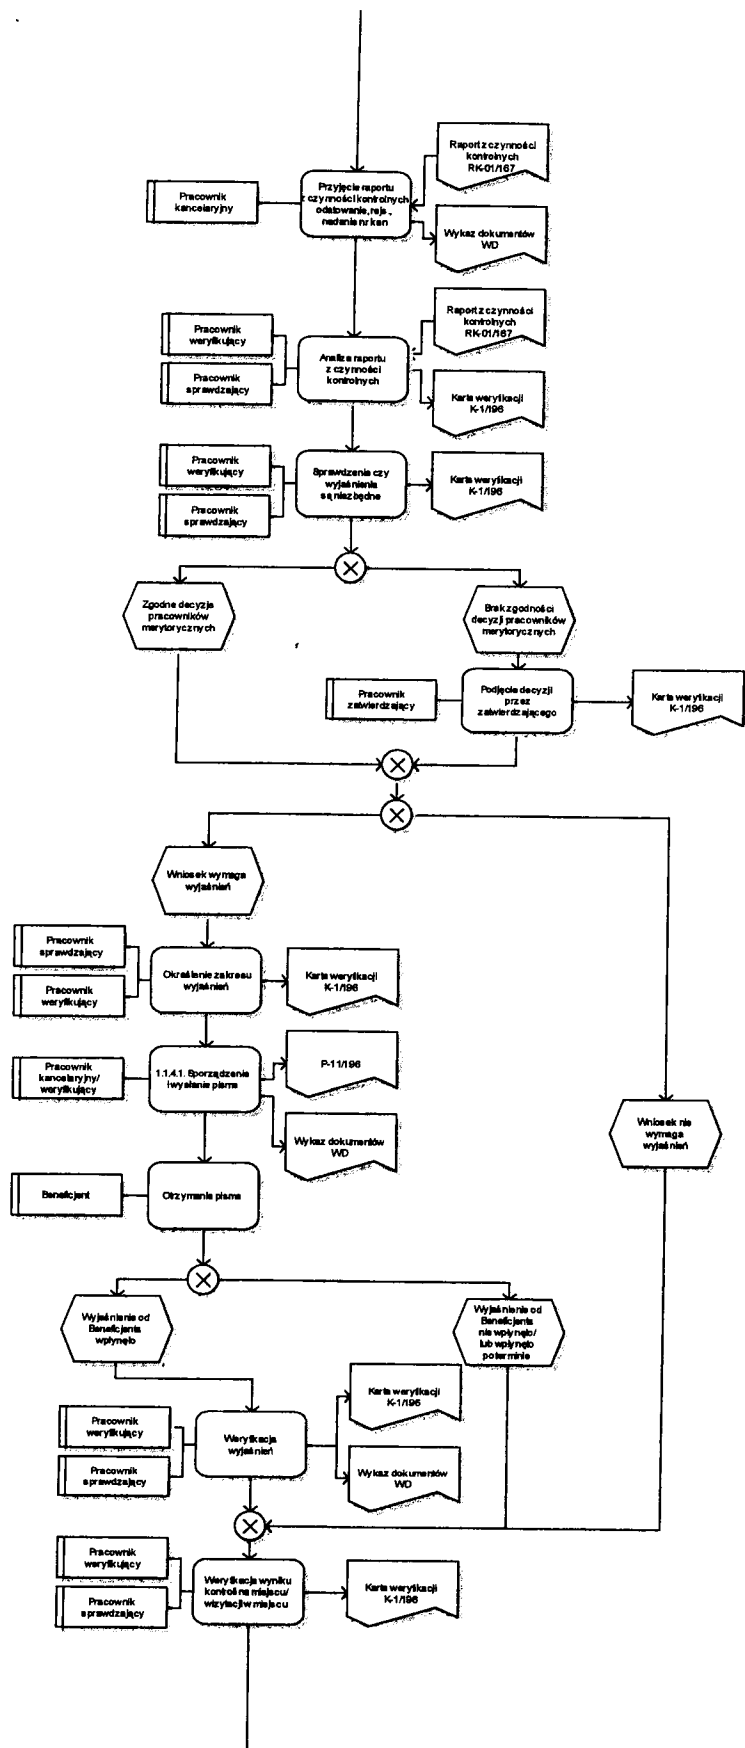 Raport z czynności
kontrolnych
RK-01/167
Pracownik
kancelaryjny
Przyjęcie raportu
z czynności kontrolnych
odatowanie, rejs.,
nadanie nr kan
Wykaz dokumentów
WD
Raport z czynności
kontrolnych
RK-01/167
Pracownik
weryfikujący
Pracownik
sprawdzający
Analiza raportu
z czynności
kontrolnych
Karta weryfikacji
K-1/196
Pracownik
weryfikujący
Pracownik
sprawdzający
Sprawdzenie czy
wyjaśnienia
są niezbędne
Karta weryfikacji
K-1/196
Zgodne decyzje
pracowników
merytorycznych
Brak zgodności
decyzji pracowników
merytorycznych
Pracownik
zatwierdzający
Podjęcie decyzji
przez
zatwierdzającego
Karta weryfikacji
K-1/196
Wniosek wymaga
wyjaśnień
Pracownik
sprawdzający
Pracownik
weryfikujący
Określenie zakresu
wyjaśnień
Karta weryfikacji
K-1/196
Pracownik
kancelaryjny/
weryfikujący
1.1.4.1. Sporządzenie
i wysłanie pisma
P-11/196
Wykaz dokumentów
WD
Wniosek nie
wymaga
wyjaśnień
Beneficjent
Otrzymanie pisma
Wyjaśnienie od
Beneficjenta
wpłynęło
Wyjaśnienie od
Beneficjenta
nie wpłynęło/
lub wpłynęło
po terminie
Pracownik
weryfikujący
Pracownik
sprawdzający
Weryfikacja
wyjaśnień
Karta weryfikacji
K-1/196
Wykaz dokumentów
WD
Pracownik
weryfikujący
Pracownik
sprawdzający
Weryfikacja wyniku
kontroli na miejscu/
wizytacji w miejscu
Karta weryfikacji
K-1/196